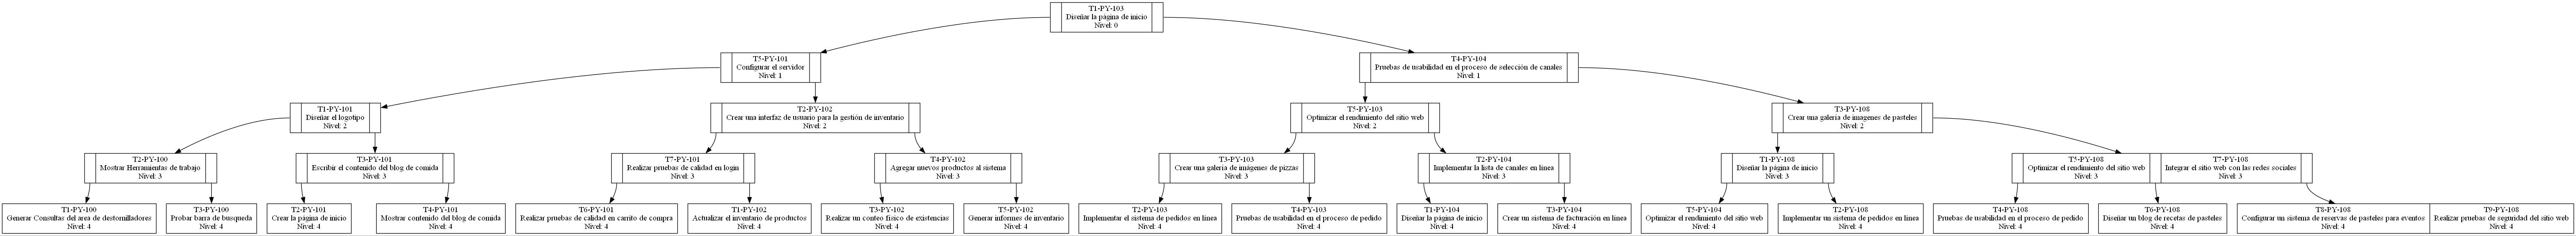 T1-PY-103
Diseñar la página de inicio
Nivel: 0
T5-PY-101
Configurar el servidor
Nivel: 1
T4-PY-104
Pruebas de usabilidad en el proceso de selección de canales
Nivel: 1
T1-PY-101
Diseñar el logotipo
Nivel: 2
T2-PY-102
Crear una interfaz de usuario para la gestión de inventario
Nivel: 2
T5-PY-103
Optimizar el rendimiento del sitio web
Nivel: 2
T3-PY-108
Crear una galería de imagenes de pasteles
Nivel: 2
T2-PY-100
Mostrar Herramientas de trabajo
Nivel: 3
T3-PY-101
Escribir el contenido del blog de comida
Nivel: 3
T7-PY-101
Realizar pruebas de calidad en login
Nivel: 3
T4-PY-102
Agregar nuevos productos al sistema
Nivel: 3
T3-PY-103
Crear una galería de imágenes de pizzas
Nivel: 3
T2-PY-104
Implementar la lista de canales en línea
Nivel: 3
T1-PY-108
Diseñar la página de inicio
Nivel: 3
T5-PY-108
Optimizar el rendimiento del sitio web
Nivel: 3
T7-PY-108
Integrar el sitio web con las redes sociales
Nivel: 3
T1-PY-100
Generar Consultas del area de destornilladores
Nivel: 4
T3-PY-100
Probar barra de busqueda
Nivel: 4
T2-PY-101
Crear la página de inicio
Nivel: 4
T4-PY-101
Mostrar contenido del blog de comida
Nivel: 4
T6-PY-101
Realizar pruebas de calidad en carrito de compra
Nivel: 4
T1-PY-102
Actualizar el inventario de productos
Nivel: 4
T3-PY-102
Realizar un conteo físico de existencias
Nivel: 4
T5-PY-102
Generar informes de inventario
Nivel: 4
T2-PY-103
Implementar el sistema de pedidos en línea
Nivel: 4
T4-PY-103
Pruebas de usabilidad en el proceso de pedido
Nivel: 4
T1-PY-104
Diseñar la página de inicio
Nivel: 4
T3-PY-104
Crear un sistema de facturación en línea
Nivel: 4
T5-PY-104
Optimizar el rendimiento del sitio web
Nivel: 4
T2-PY-108
Implementar un sistema de pedidos en línea
Nivel: 4
T4-PY-108
Pruebas de usabilidad en el proceso de pedido
Nivel: 4
T6-PY-108
Diseñar un blog de recetas de pasteles
Nivel: 4
T8-PY-108
Configurar un sistema de reservas de pasteles para eventos
Nivel: 4
T9-PY-108
Realizar pruebas de seguridad del sitio web
Nivel: 4